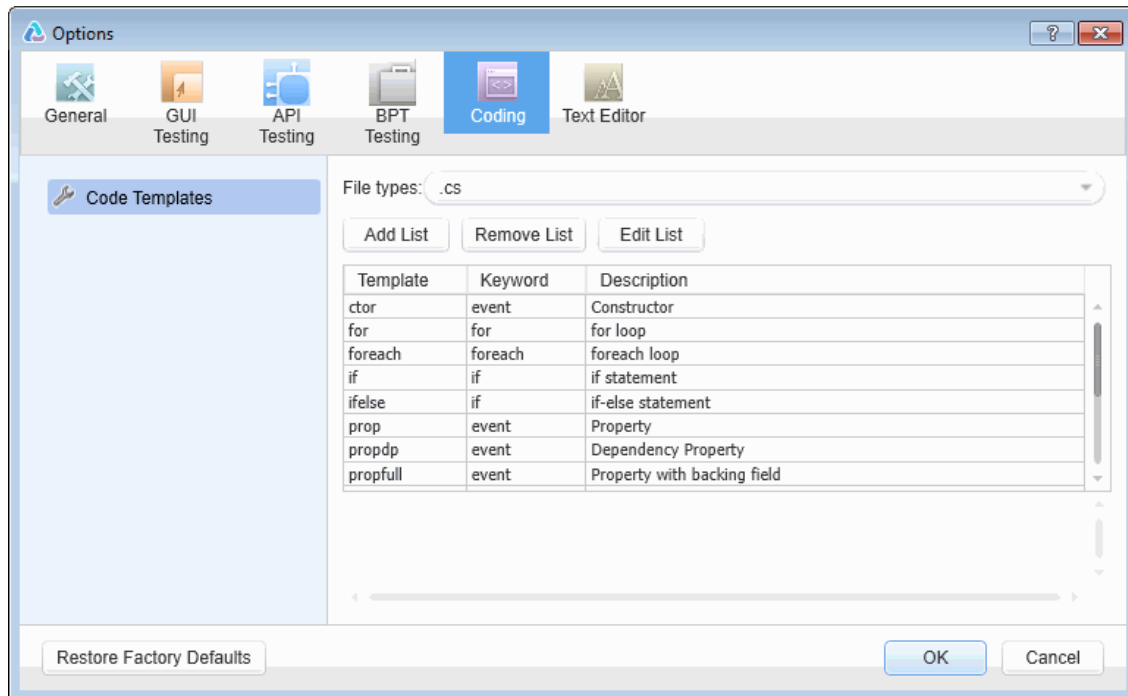 Options
General
GUI Testing
API Testing
BPT Testing
Coding
Text Editor
Code Templates
File types: .cs
Add List Remove List Edit List
Template Keyword Description
ctor event Constructor
for for for loop
foreach foreach foreach loop
if if if statement
ifelse if if-else statement
prop event Property
propdp event Dependency Property
propfull event Property with backing field
Restore Factory Defaults OK Cancel